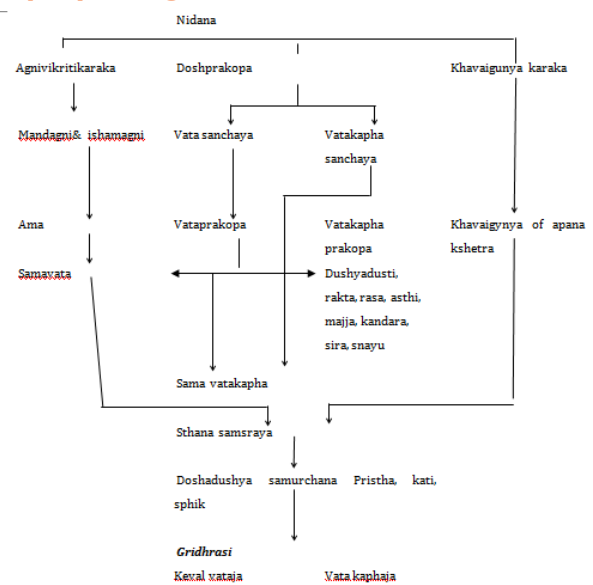 Nidana
Agnivikritikaraka Doshprakopa Khavaigunya karaka
Mandagni& ishamagni Vata sanchaya Vatakapha
sanchaya
Ama Vataprakopa Vatakapha Khavaigynya of apana
prakopa kshetra
Samavata Dushyadusti,
rakta, rasa, asthi,
majja, kandara,
sira, snayu
Sama vatakapha
Sthana samsraya
Doshadushya samurchana Pristha, kati,
sphik
Gridhrasi
Keval vataja Vata kaphaja